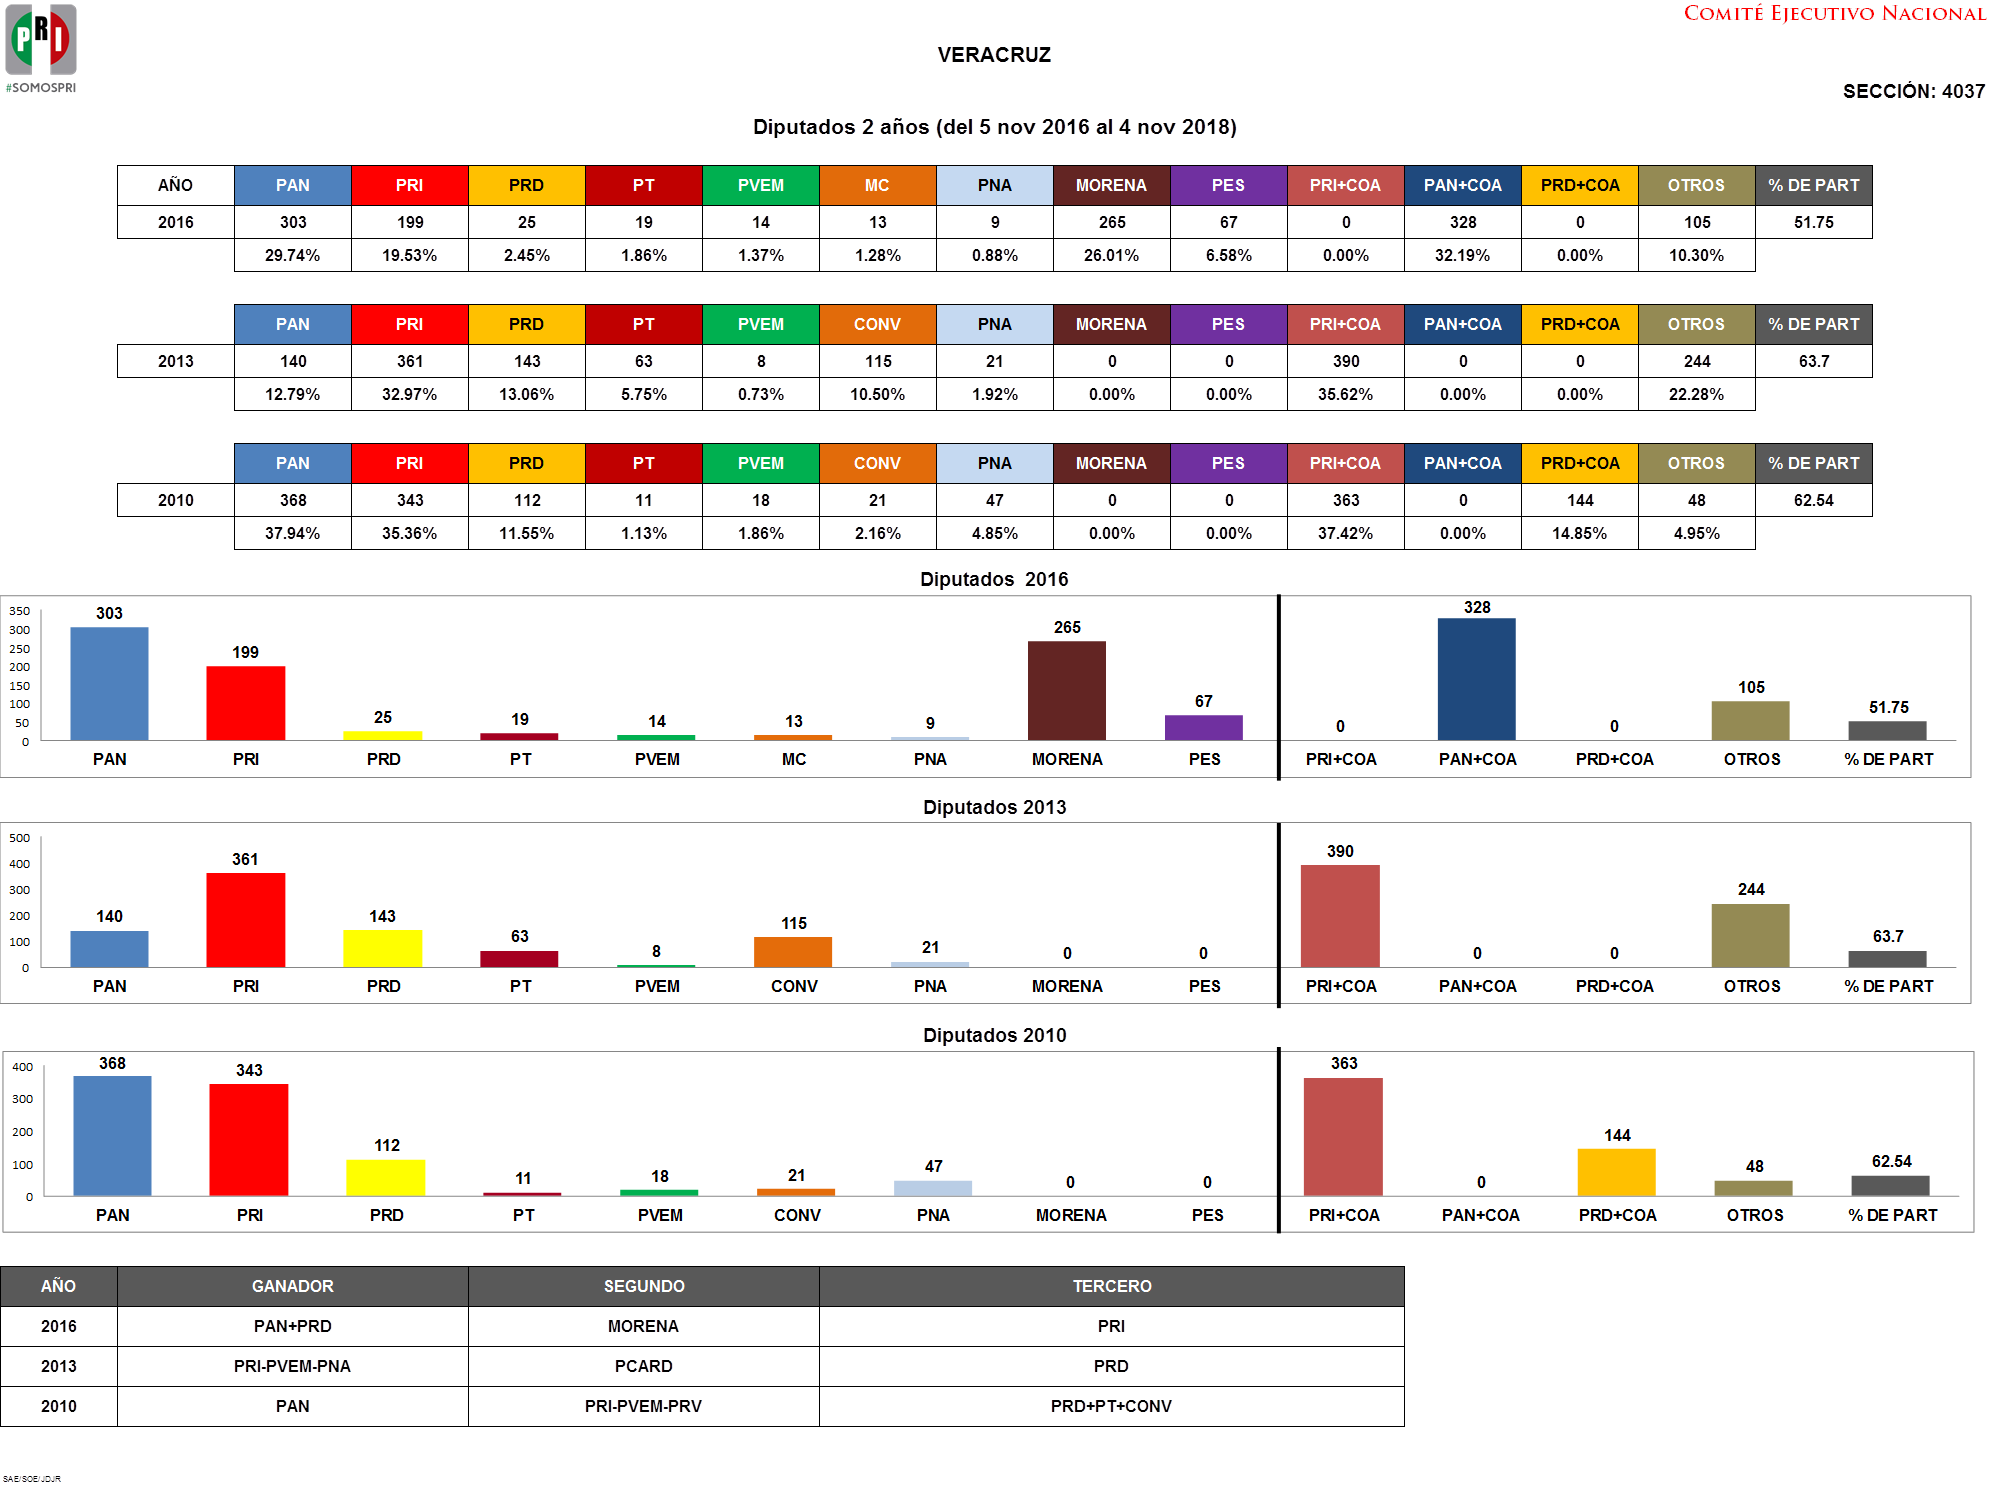 PRI
#SOMOSPRI
COMITÉ EJECUTIVO NACIONAL
VERACRUZ
SECCIÓN: 4037
Diputados 2 años (del 5 nov 2016 al 4 nov 2018)
AÑO PAN PRI PRD PT PVEM MC PNA MORENA PES PRI+COA PAN+COA PRD+COA OTROS % DE PART
2016 303 199 25 19 14 13 9 265 67 0 328 0 105 51.75
29.74% 19.53% 2.45% 1.86% 1.37% 1.28% 0.88% 26.01% 6.58% 0.00% 32.19% 0.00% 10.30%
PAN PRI PRD PT PVEM CONV PNA MORENA PES PRI+COA PAN+COA PRD+COA OTROS % DE PART
2013 140 361 143 63 8 115 21 0 0 390 0 0 244 63.7
12.79% 32.97% 13.06% 5.75% 0.73% 10.50% 1.92% 0.00% 0.00% 35.62% 0.00% 0.00% 22.28%
PAN PRI PRD PT PVEM CONV PNA MORENA PES PRI+COA PAN+COA PRD+COA OTROS % DE PART
2010 368 343 112 11 18 21 47 0 0 363 0 144 48 62.54
37.94% 35.36% 11.55% 1.13% 1.86% 2.16% 4.85% 0.00% 0.00% 37.42% 0.00% 14.85% 4.95%
Diputados 2016
350
300
250
200
150
100
50
0
303 199 25 19 14 13 9 265 67 0 328 0 105 51.75
PAN PRI PRD PT PVEM MC PNA MORENA PES PRI+COA PAN+COA PRD+COA OTROS % DE PART
Diputados 2013
500
400
300
200
100
0
140 361 143 63 8 115 21 0 0 390 0 0 244 63.7
PAN PRI PRD PT PVEM CONV PNA MORENA PES PRI+COA PAN+COA PRD+COA OTROS % DE PART
Diputados 2010
400
300
200
100
0
368 343 112 11 18 21 47 0 0 363 0 144 48 62.54
PAN PRI PRD PT PVEM CONV PNA MORENA PES PRI+COA PAN+COA PRD+COA OTROS % DE PART
AÑO GANADOR SEGUNDO TERCERO
2016 PAN+PRD MORENA PRI
2013 PRI-PVEM-PNA PCARD PRD
2010 PAN PRI-PVEM-PRV PRD+PT+CONV
SAE/SOE/JDJR